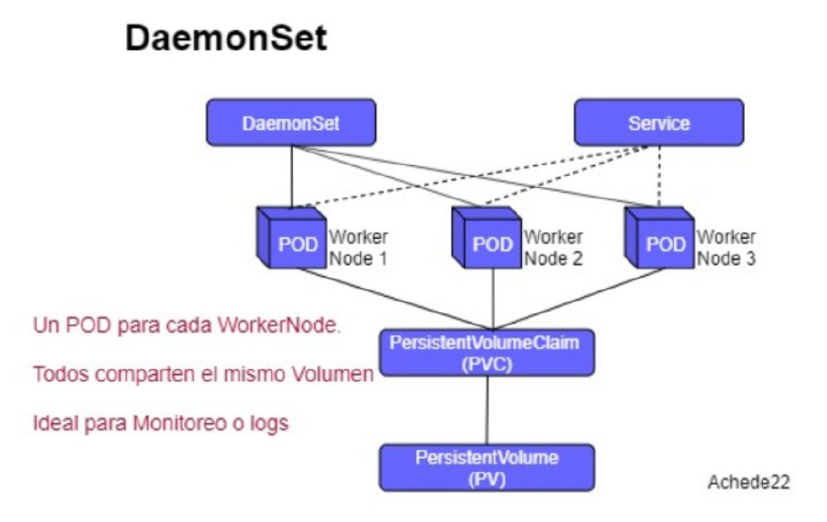 DaemonSet
DaemonSet
Service
POD
Worker
Node 1
POD
Worker
Node 2
POD
Worker
Node 3
Un POD para cada WorkerNode.
Todos comparten el mismo Volumen
Ideal para Monitoreo o logs
PersistentVolumeClaim
(PVC)
PersistentVolume
(PV)
Achede22